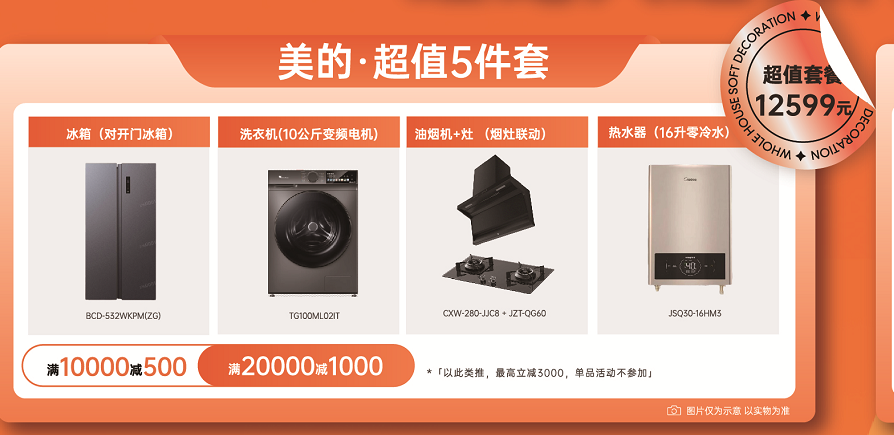 美的·超值5件套
WHOLE HOUSE SOFT DECORATION
超值套餐
12599元
WHOLE DECORATION
冰箱（对开门冰箱）
BCD-532WKPM(ZG)
洗衣机(10公斤变频电机)
TG100ML02IT
油烟机+灶 （烟灶联动）
CXW-280-JJC8 + JZT-QG60
热水器（16升零冷水）
Midea
40
JSQ30-16HM3
满10000减500
满20000减1000
*「以此类推，最高立减3000，单品活动不参加」
图片仅为示意 以实物为准